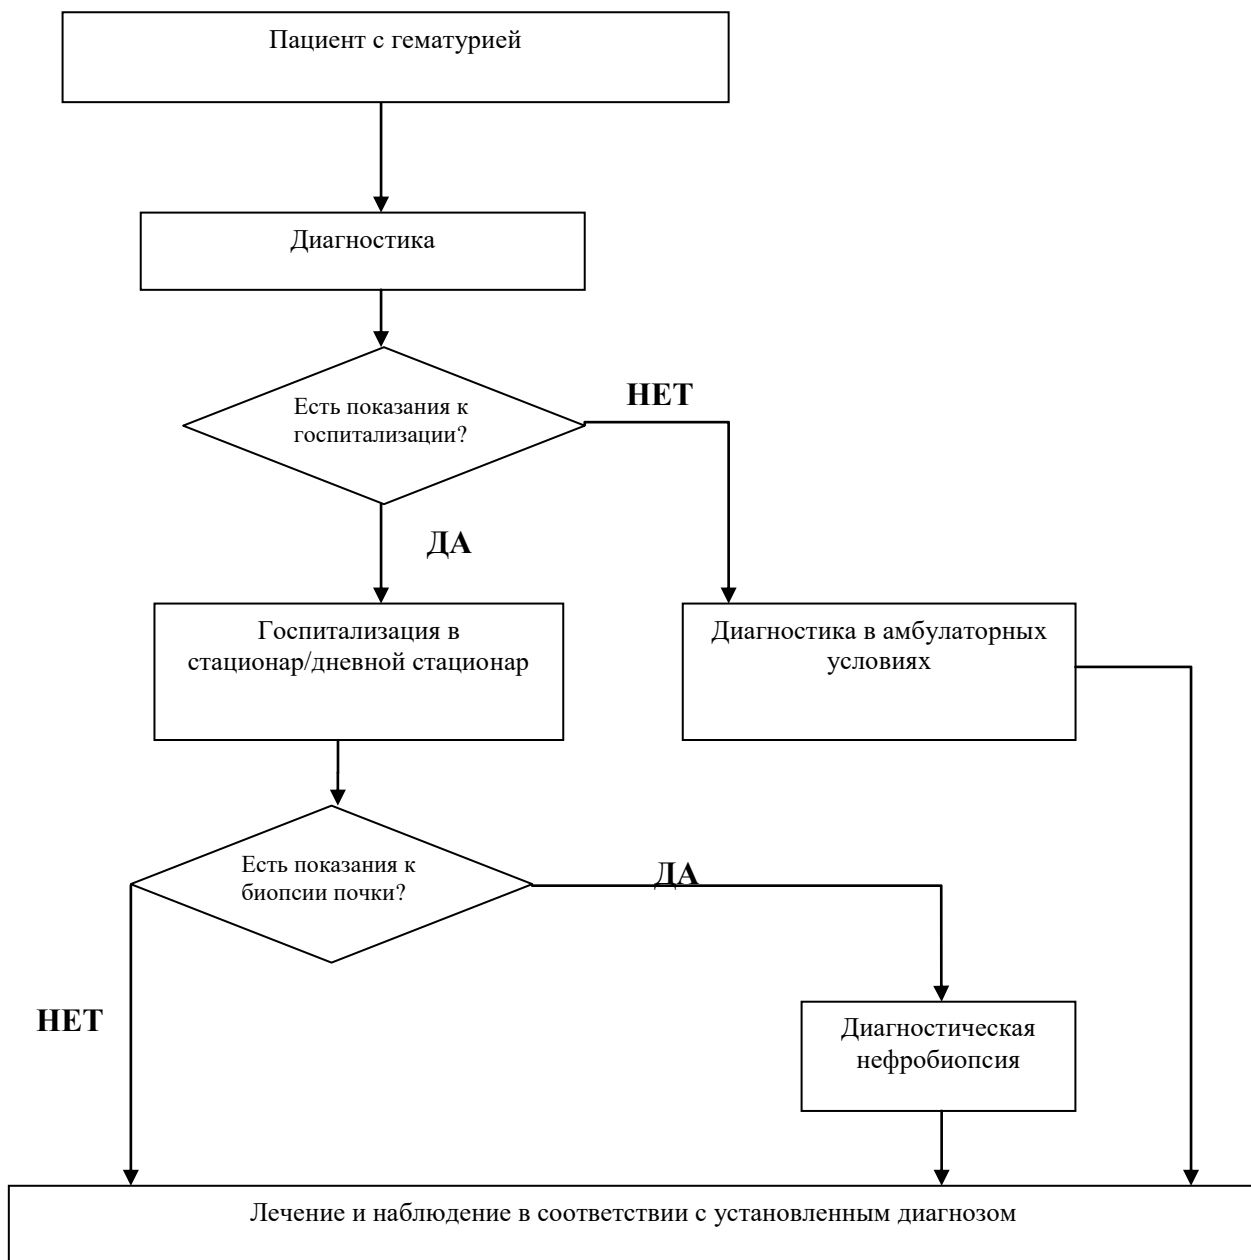 Пациент с гематурией
Диагностика
Есть показания к
госпитализации?
НЕТ
ДА
Госпитализация в
стационар/дневной стационар
Диагностика в амбулаторных
условиях
Есть показания к
биопсии почки?
ДА
НЕТ
Диагностическая
нефробиопсия
Лечение и наблюдение в соответствии с установленным диагнозом